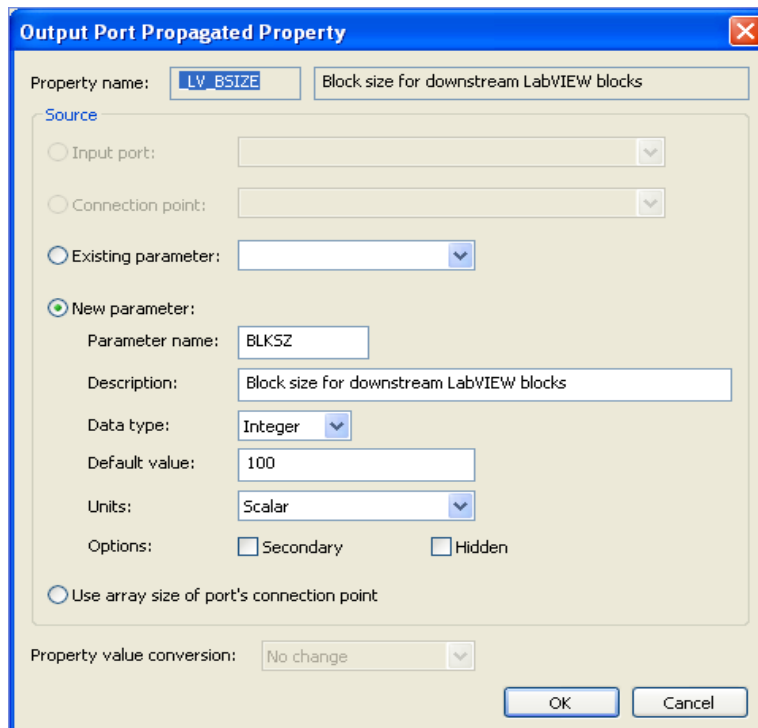 Output Port Propagated Property
Property name: _LV_BSIZE Block size for downstream LabVIEW blocks
Source
Input port:
Connection point:
Existing parameter:
New parameter:
Parameter name: BLKSZ
Description: Block size for downstream LabVIEW blocks
Data type: Integer
Default value: 100
Units: Scalar
Options: Secondary Hidden
Use array size of port's connection point
Property value conversion: No change
OK Cancel